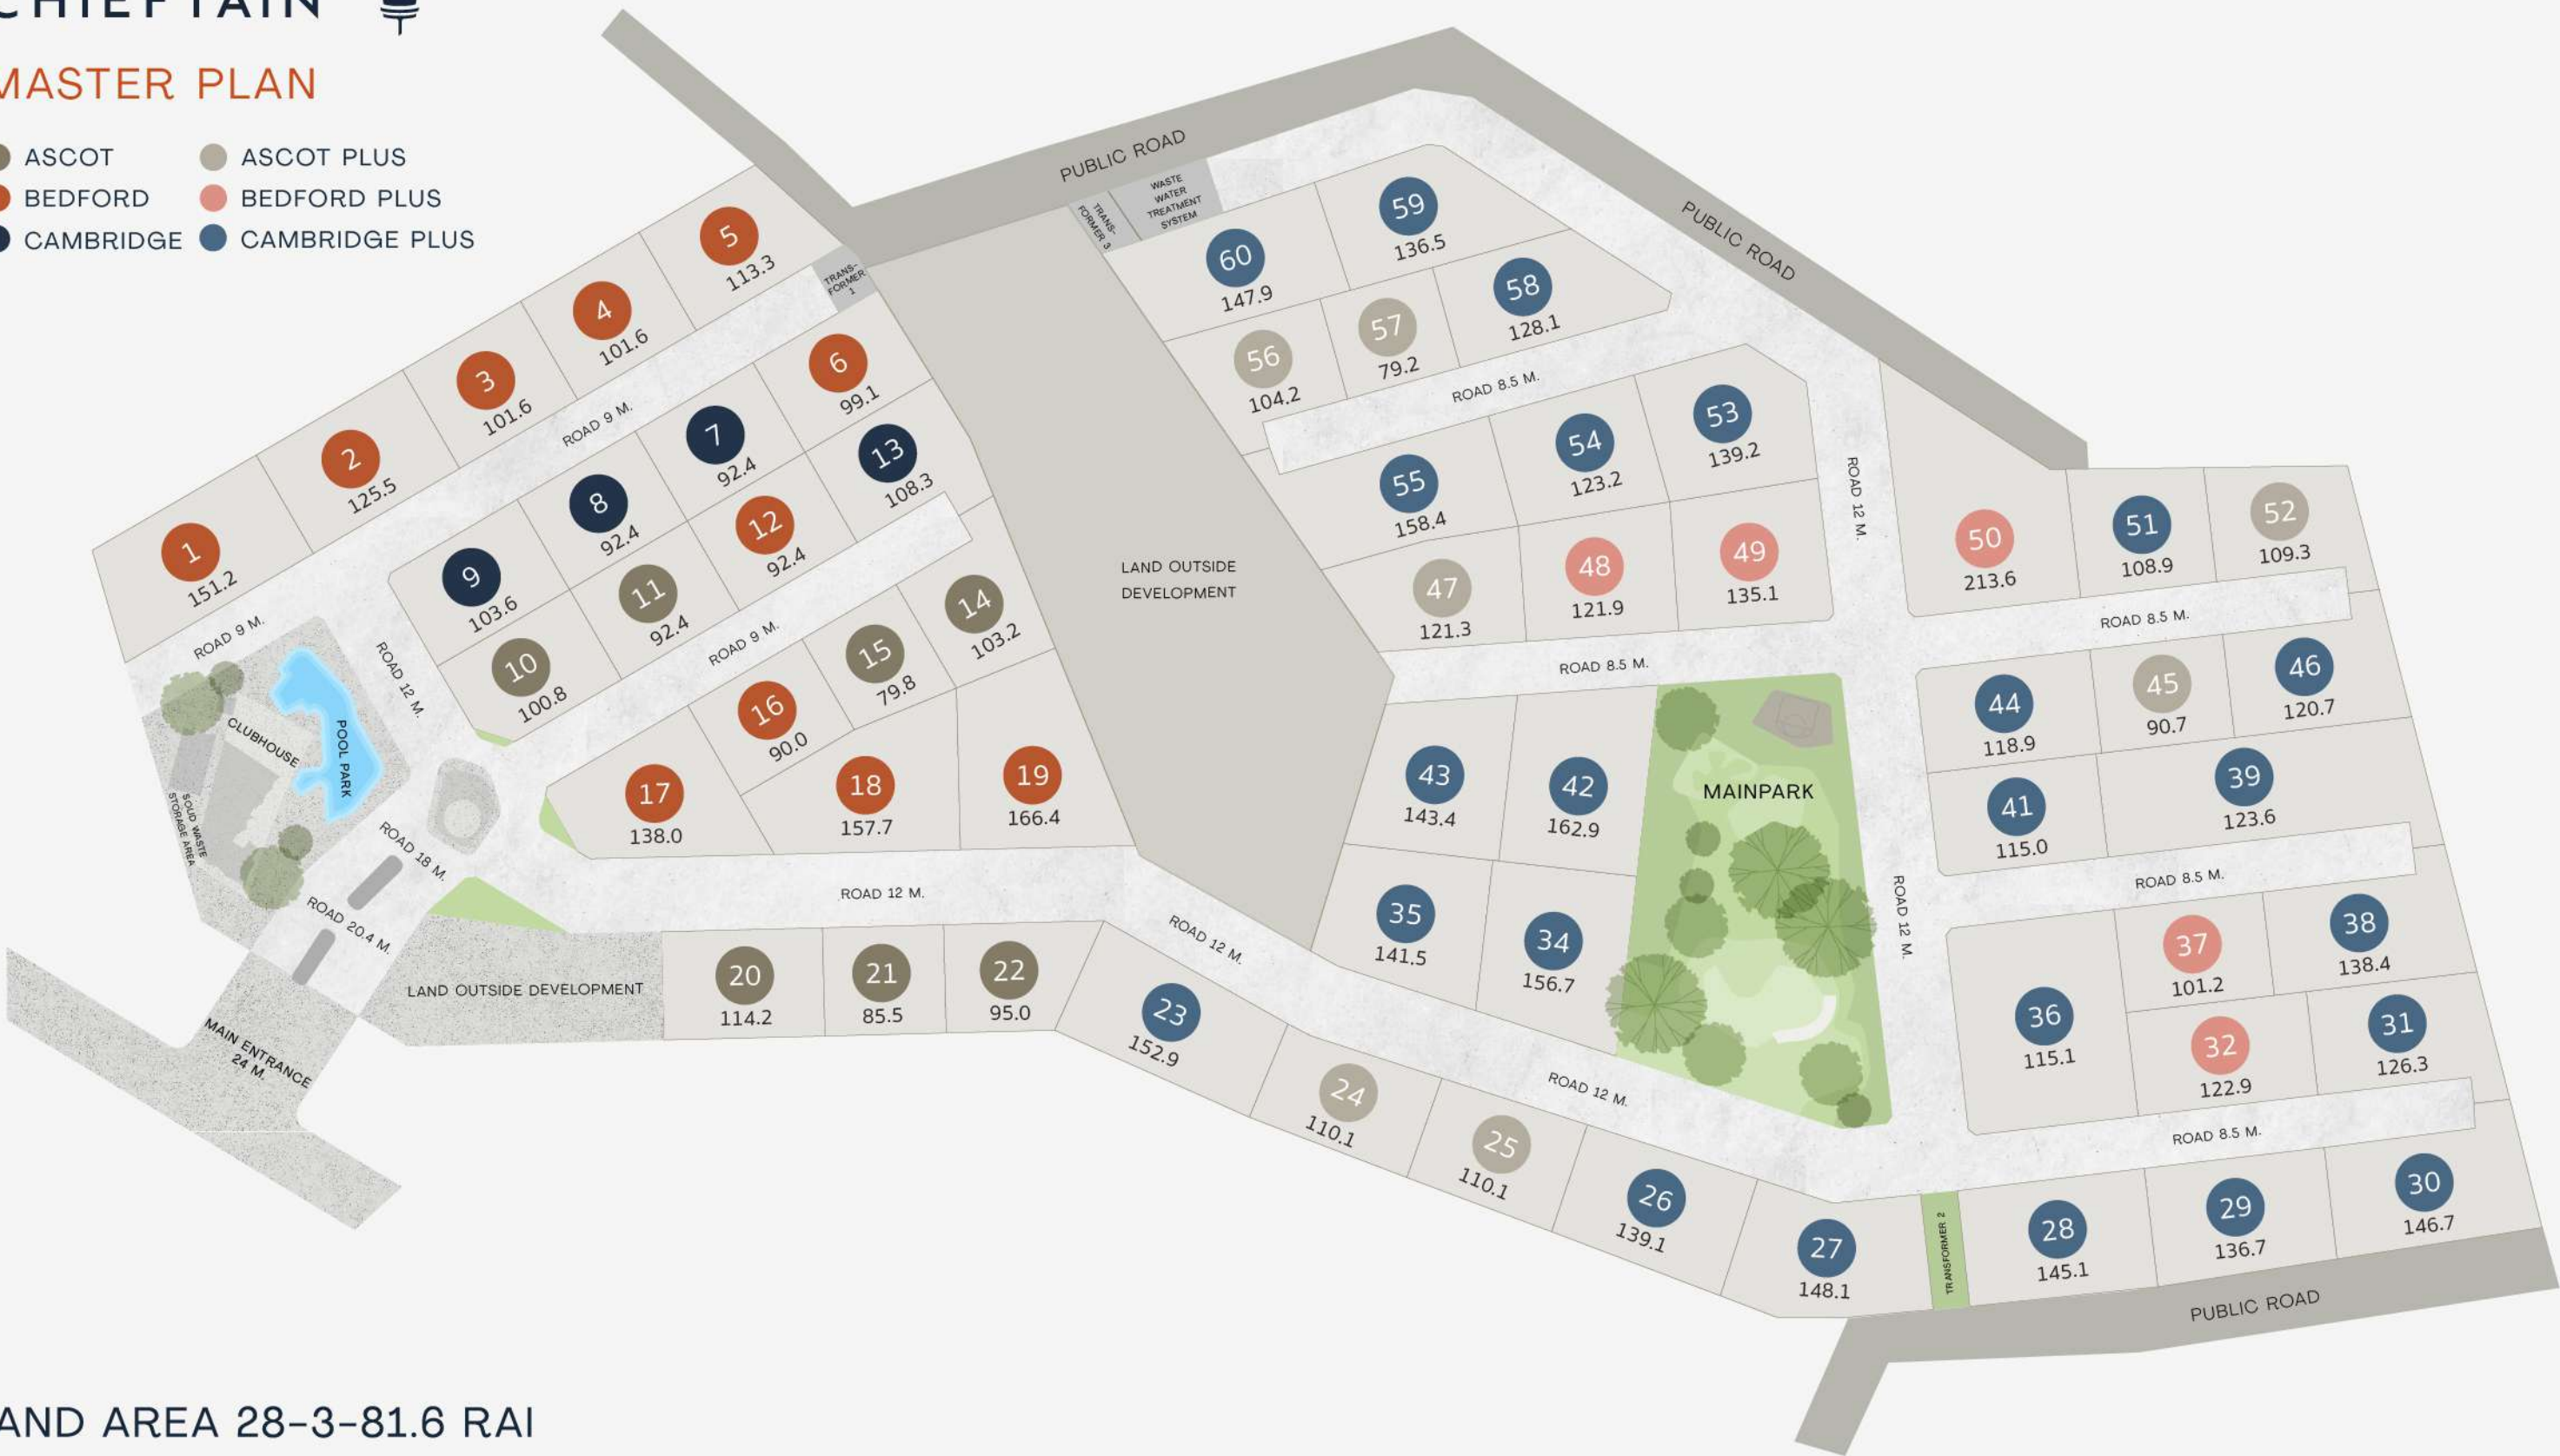 CHIEFTAIN
MASTER PLAN
ASCOT
ASCOT PLUS
BEDFORD
BEDFORD PLUS
CAMBRIDGE
CAMBRIDGE PLUS
PUBLIC ROAD
PUBLIC ROAD
WASTE
WATER
TREATMENT
SYSTEM
TRANS-
FORMER 3
TRANS-
FORMER
1
1
151.2
2
125.5
3
101.6
4
101.6
5
113.3
ROAD 9 M.
ROAD 9 M.
6
99.1
7
92.4
8
92.4
9
103.6
10
100.8
11
92.4
12
92.4
13
108.3
ROAD 12 M.
ROAD 9 M.
14
103.2
15
79.8
16
90.0
17
138.0
18
157.7
19
166.4
CLUBHOUSE
POOL PARK
SOLID WASTE
STORAGE AREA
ROAD 18 M.
ROAD 20.4 M.
MAIN ENTRANCE
24 M.
LAND OUTSIDE DEVELOPMENT
ROAD 12 M.
20
114.2
21
85.5
22
95.0
ROAD 12 M.
23
152.9
24
110.1
25
110.1
26
139.1
27
148.1
ROAD 12 M.
LAND OUTSIDE
DEVELOPMENT
60
147.9
59
136.5
58
128.1
57
79.2
56
104.2
ROAD 8.5 M.
55
158.4
54
123.2
53
139.2
47
121.3
48
121.9
49
135.1
ROAD 12 M.
50
213.6
51
108.9
52
109.3
ROAD 8.5 M.
ROAD 8.5 M.
43
143.4
42
162.9
35
141.5
34
156.7
MAINPARK
ROAD 12 M.
44
118.9
45
90.7
46
120.7
41
115.0
39
123.6
ROAD 8.5 M.
36
115.1
37
101.2
38
138.4
32
122.9
31
126.3
ROAD 8.5 M.
TRANSFORMER 2
28
145.1
29
136.7
30
146.7
PUBLIC ROAD
AND AREA 28-3-81.6 RAI